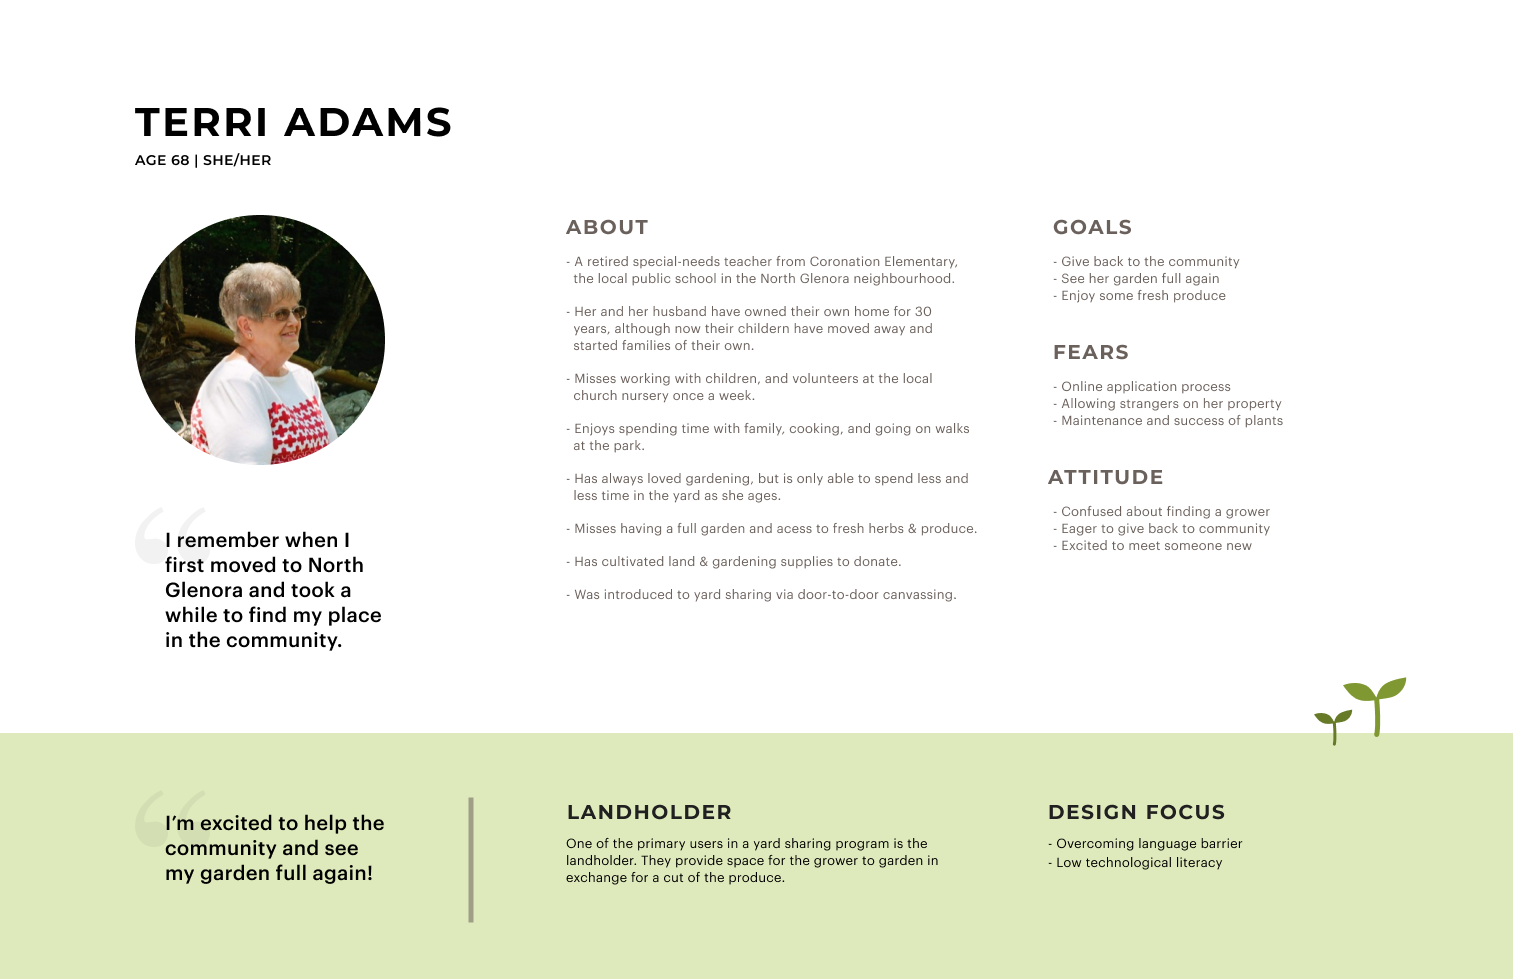 TERRI ADAMS
AGE 68 | SHE/HER
I remember when I
first moved to North
Glenora and took a
while to find my place
in the community.
ABOUT
- A retired special-needs teacher from Coronation Elementary,
the local public school in the North Glenora neighbourhood.
- Her and her husband have owned their own home for 30
years, although now their childern have moved away and
started families of their own.
- Misses working with children, and volunteers at the local
church nursery once a week.
- Enjoys spending time with family, cooking, and going on walks
at the park.
- Has always loved gardening, but is only able to spend less and
less time in the yard as she ages.
- Misses having a full garden and acess to fresh herbs & produce.
- Has cultivated land & gardening supplies to donate.
- Was introduced to yard sharing via door-to-door canvassing.
GOALS
- Give back to the community
- See her garden full again
- Enjoy some fresh produce
FEARS
- Online application process
- Allowing strangers on her property
- Maintenance and success of plants
ATTITUDE
- Confused about finding a grower
- Eager to give back to community
- Excited to meet someone new
I'm excited to help the
community and see
my garden full again!
LANDHOLDER
One of the primary users in a yard sharing program is the
landholder. They provide space for the grower to garden in
exchange for a cut of the produce.
DESIGN FOCUS
- Overcoming language barrier
- Low technological literacy